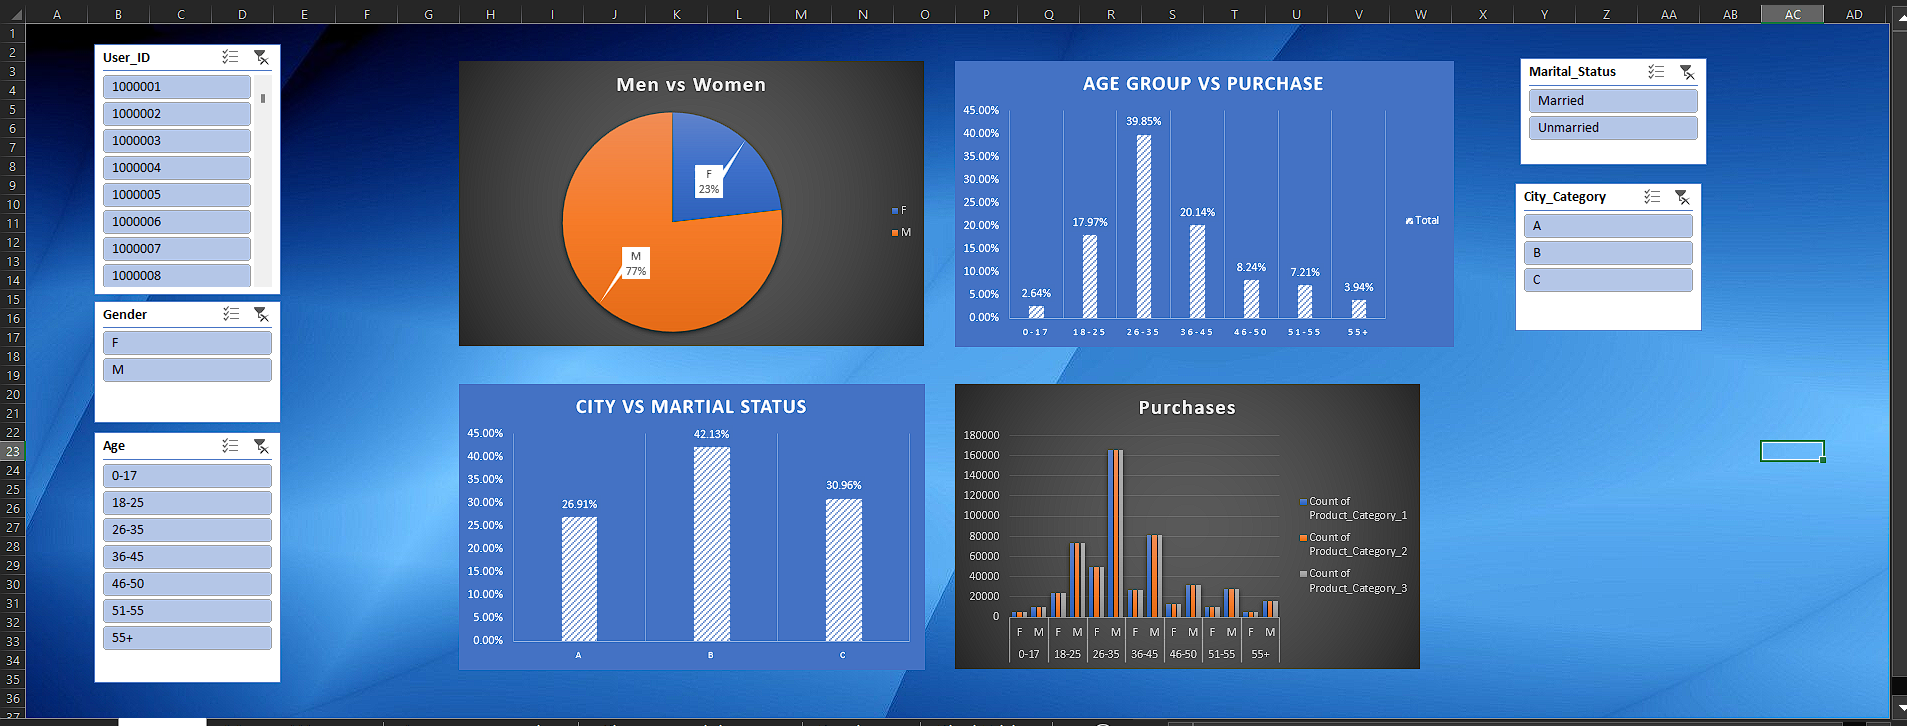 A B C D E F G H I J K L M N O P Q R S T U V W X Y Z AA AB AC AD
1
2
3
4
5
6
7
8
9
10
11
12
13
14
15
16
17
18
19
20
21
22
23
24
25
26
27
28
29
30
31
32
33
34
35
36
37
User_ID
1000001
1000002
1000003
1000004
1000005
1000006
1000007
1000008
Gender
F
M
Age
0-17
18-25
26-35
36-45
46-50
51-55
55+
Men vs Women
F
23%
M
77%
F
M
AGE GROUP VS PURCHASE
45.00%
40.00%
35.00%
30.00%
25.00%
20.00%
15.00%
10.00%
5.00%
0.00%
2.64%
17.97%
39.85%
20.14%
8.24%
7.21%
3.94%
0-17 18-25 26-35 36-45 46-50 51-55 55+
Total
Marital_Status
Married
Unmarried
City_Category
A
B
C
CITY VS MARTIAL STATUS
45.00%
40.00%
35.00%
30.00%
25.00%
20.00%
15.00%
10.00%
5.00%
0.00%
26.91%
42.13%
30.96%
A B C
Purchases
180000
160000
140000
120000
100000
80000
60000
40000
20000
0
F M F M F M F M F M F M F M
0-17 18-25 26-35 36-45 46-50 51-55 55+
Count of
Product_Category_1
Count of
Product_Category_2
Count of
Product_Category_3